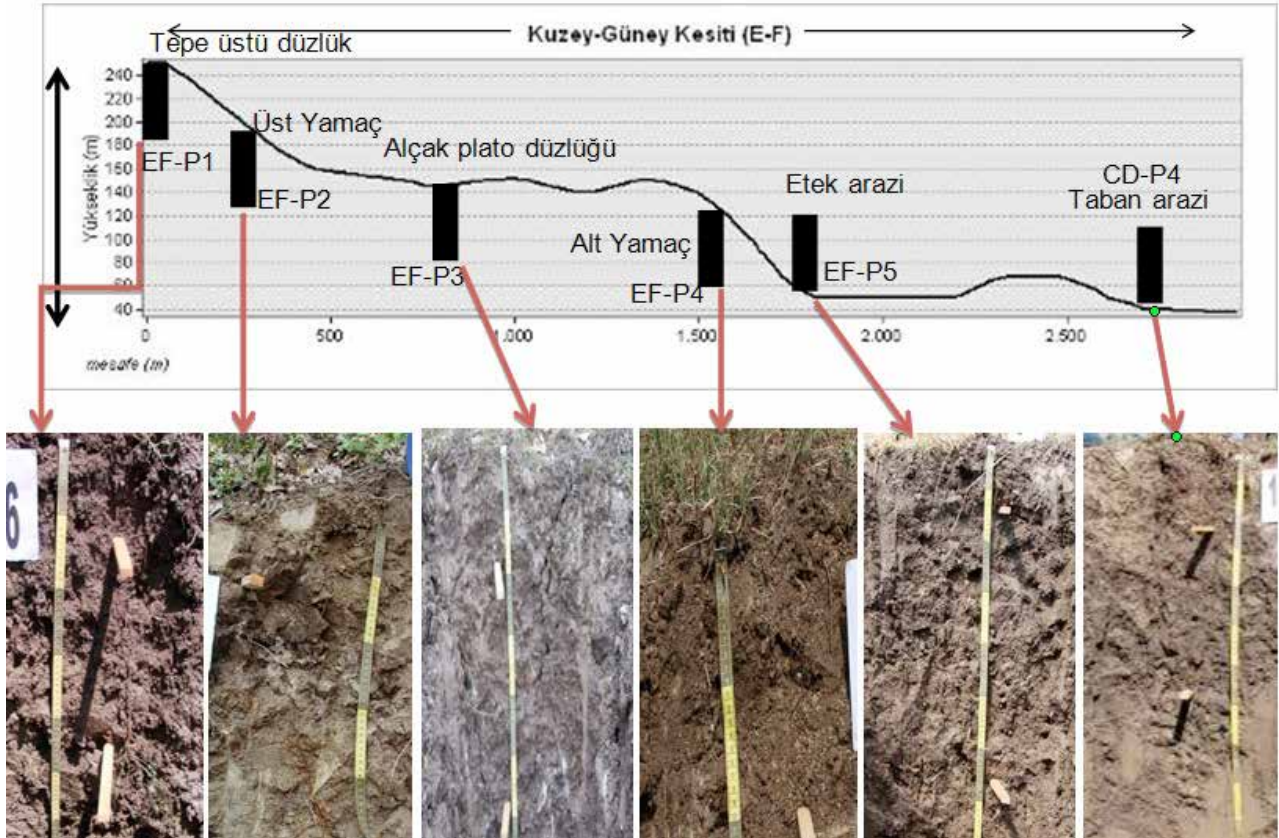 Kuzey-Güney Kesiti (E-F)
Tepe üstü düzlük
Yükseklik (m)
240
220
200
180
160
140
120
100
80
60
40
Üst Yamaç
Alçak plato düzlüğü
Etek arazi
CD-P4
Taban arazi
EF-P1
EF-P2
EF-P3
Alt Yamaç
EF-P4
EF-P5
0
500
1.000
1.500
2.000
2.500
mesafe (m)
6
1